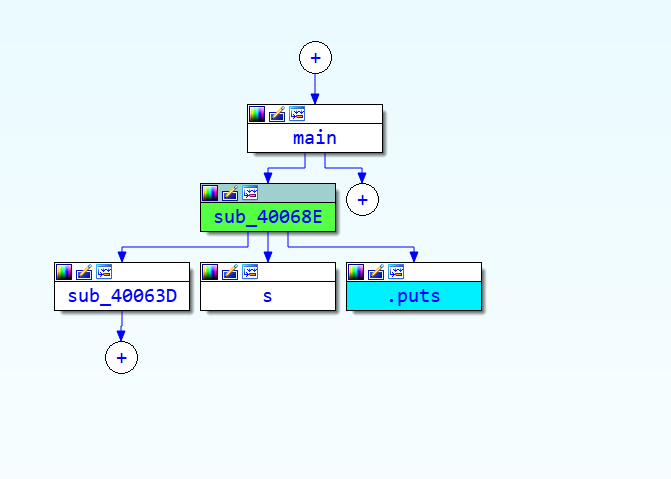 +
main
sub_40068E
+
sub_40063D
s
.puts
+